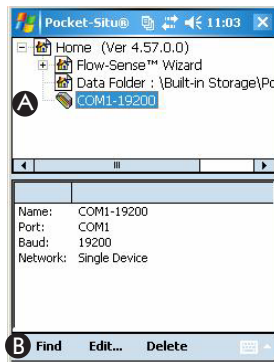 Pocket-Situ® 11:03
Home (Ver 4.57.0.0)
Flow-Sense™ Wizard
Data Folder : \Built-in Storage\Po
A COM1-19200
Name: COM1-19200
Port: COM1
Baud: 19200
Network: Single Device
B Find Edit... Delete